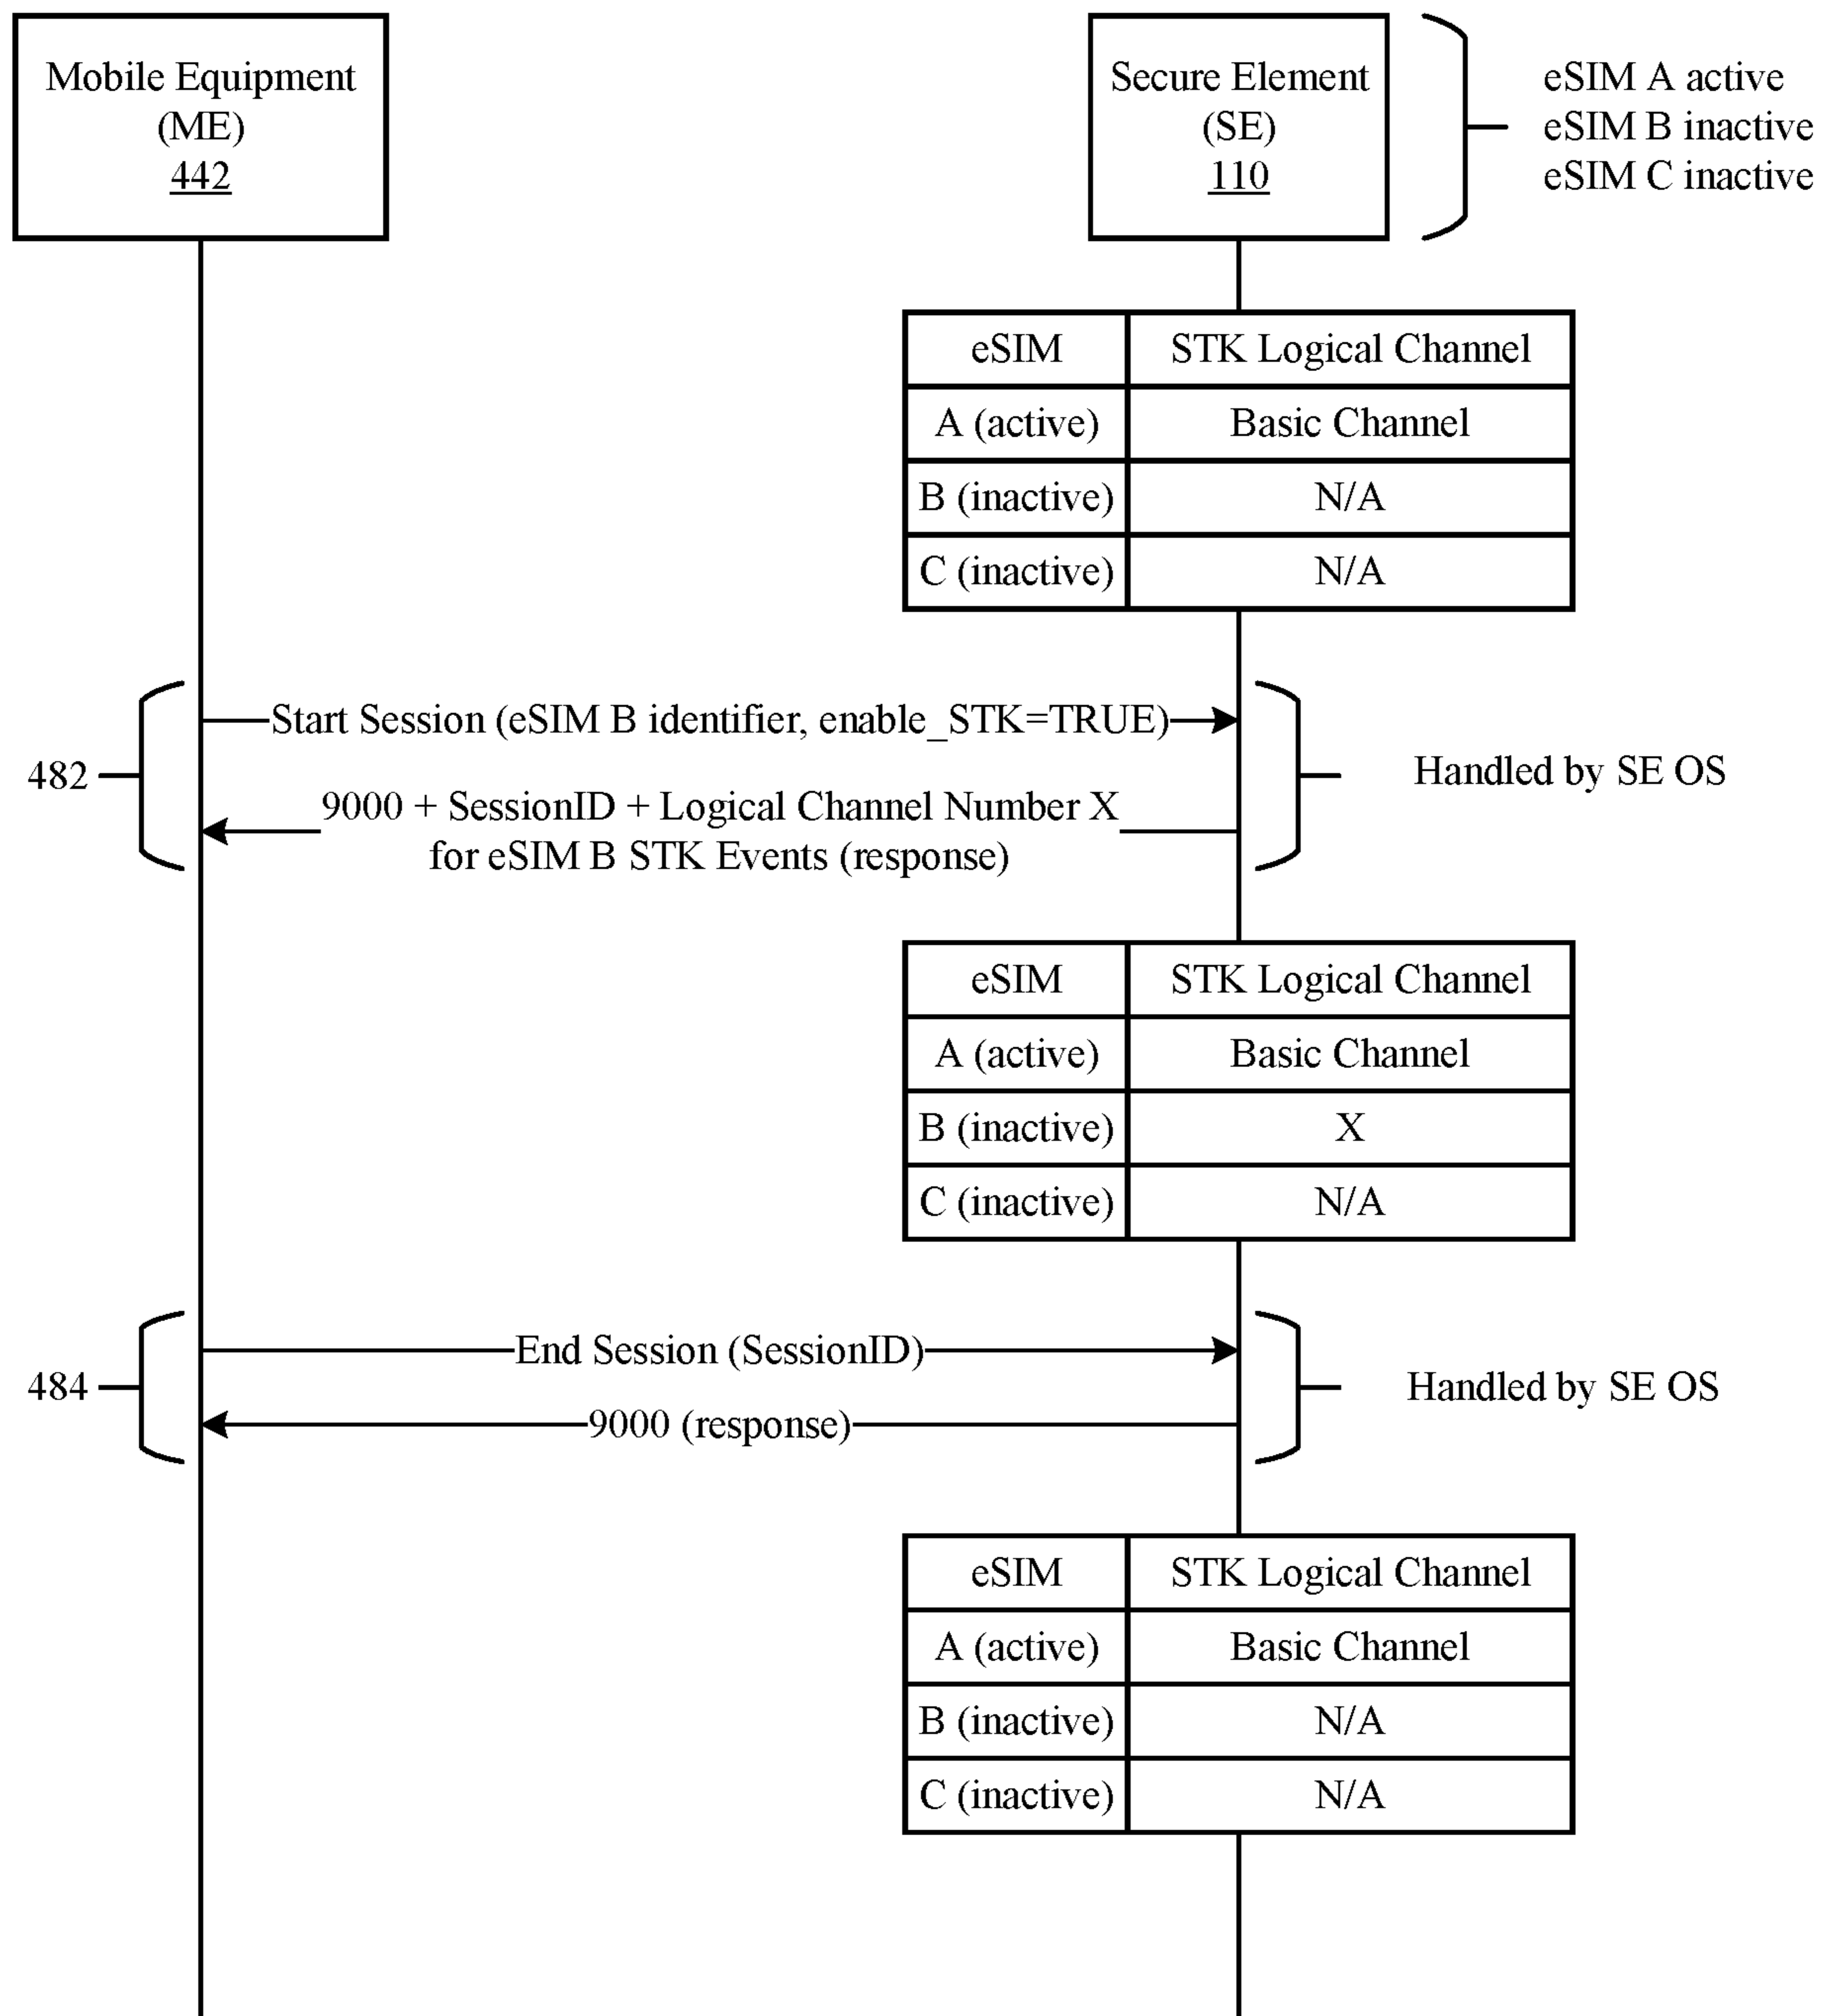 Mobile Equipment
(ME)
442
Secure Element
(SE)
110
eSIM A active
eSIM B inactive
eSIM C inactive
eSIM STK Logical Channel
A (active) Basic Channel
B (inactive) N/A
C (inactive) N/A
482
Start Session (eSIM B identifier, enable_STK=TRUE)
9000 + SessionID + Logical Channel Number X
for eSIM B STK Events (response)
Handled by SE OS
eSIM STK Logical Channel
A (active) Basic Channel
B (inactive) X
C (inactive) N/A
484
End Session (SessionID)
9000 (response)
Handled by SE OS
eSIM STK Logical Channel
A (active) Basic Channel
B (inactive) N/A
C (inactive) N/A